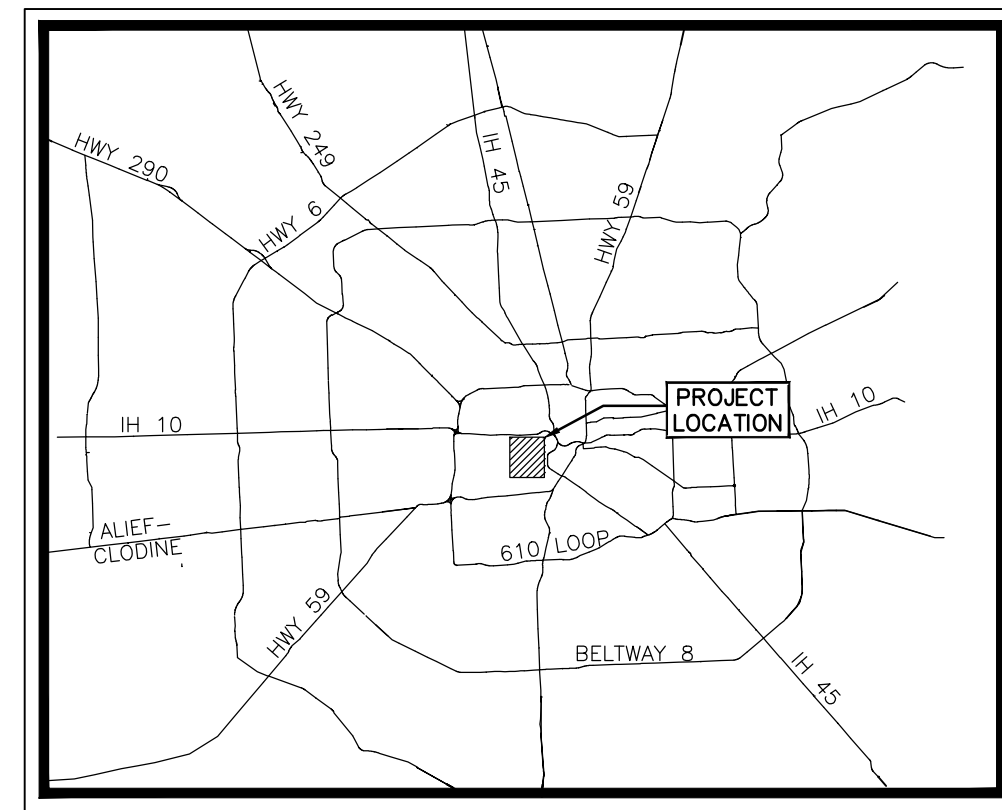 HWY 249
HWY 290
IH 45
HWY 59
HWY 6
PROJECT
LOCATION
IH 10
IH 10
ALIEF-
CLODINE
610 LOOP
HWY 59
BELTWAY 8
IH 45